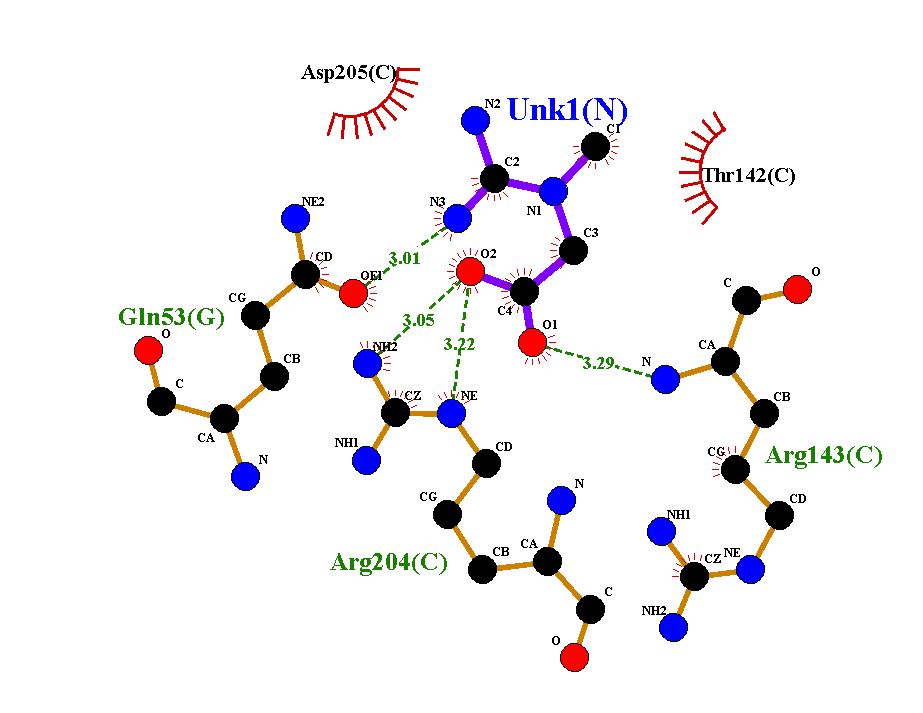 Asp205(C)
N2
Unk1(N)
C1
C2
Thr142(C)
N3
N1
NE2
C3
O2
CD
3.01
OE1
C
O
CG
C4
Gln53(G)
3.05
O1
O
3.22
NH2
3.29
N
CA
CB
C
CZ
NE
CB
CA
NH1
CD
CG
Arg143(C)
N
N
CG
CD
NH1
CA
CB
Arg204(C)
CZ
NE
C
NH2
O